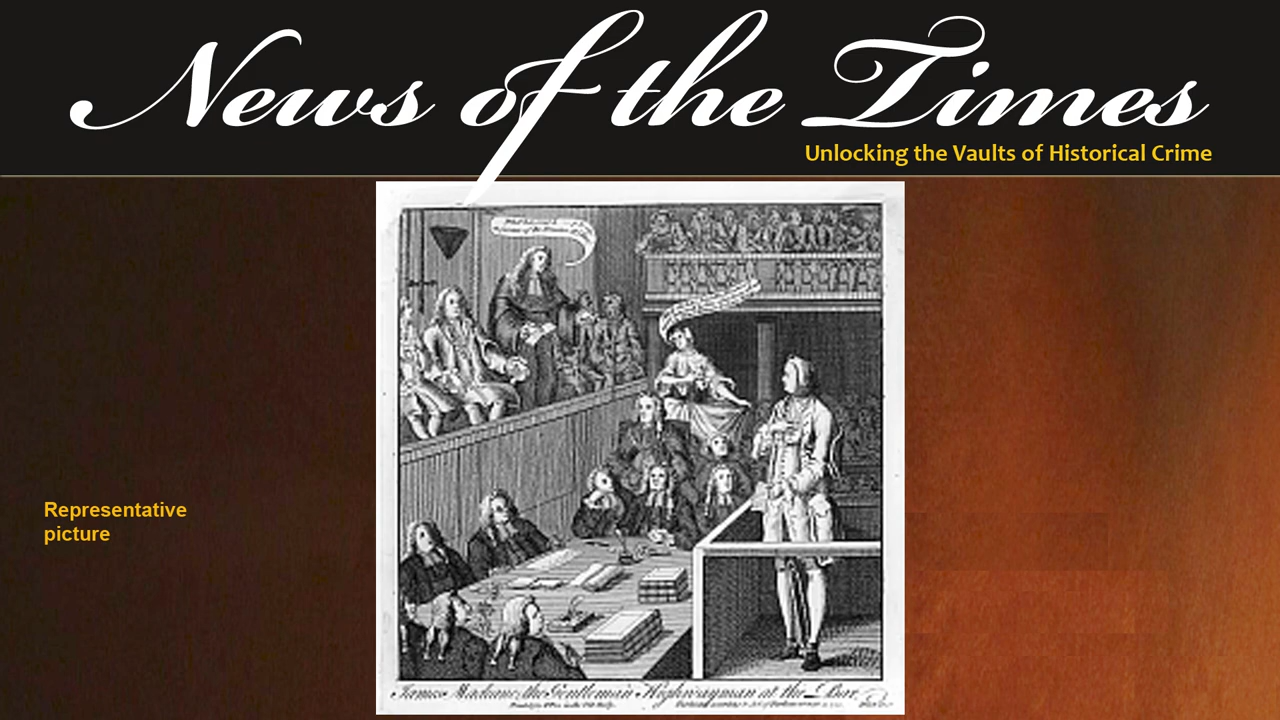 News of the Times
Unlocking the Vaults of Historical Crime
Representative
picture
James Maclane, the Gentleman Highwayman at the Bar